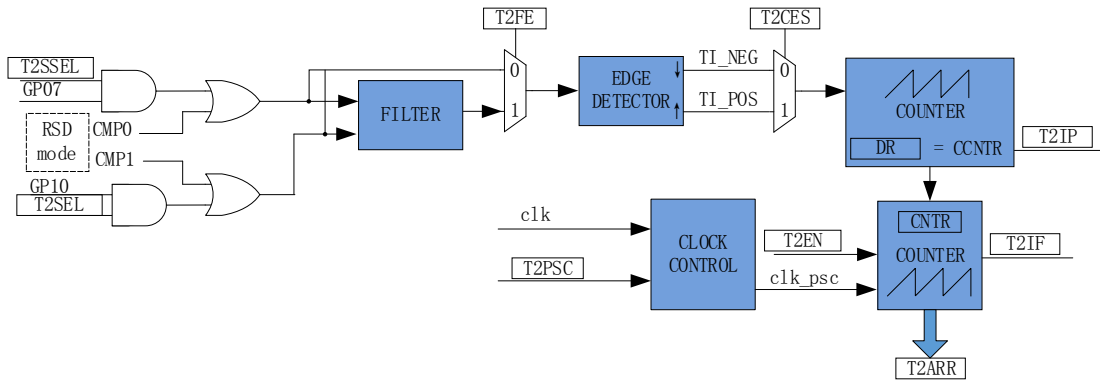 T2FE
T2CES
T2SSEL
GP07
RSD
mode
CMP0
CMP1
GP10
T2SEL
FILTER
0
1
EDGE
DETECTOR
↓
↑
TI_NEG
TI_POS
0
1
COUNTER
DR = CCNTR
T2IP
clk
T2PSC
CLOCK
CONTROL
T2EN
clk_psc
CNTR
COUNTER
T2IF
T2ARR